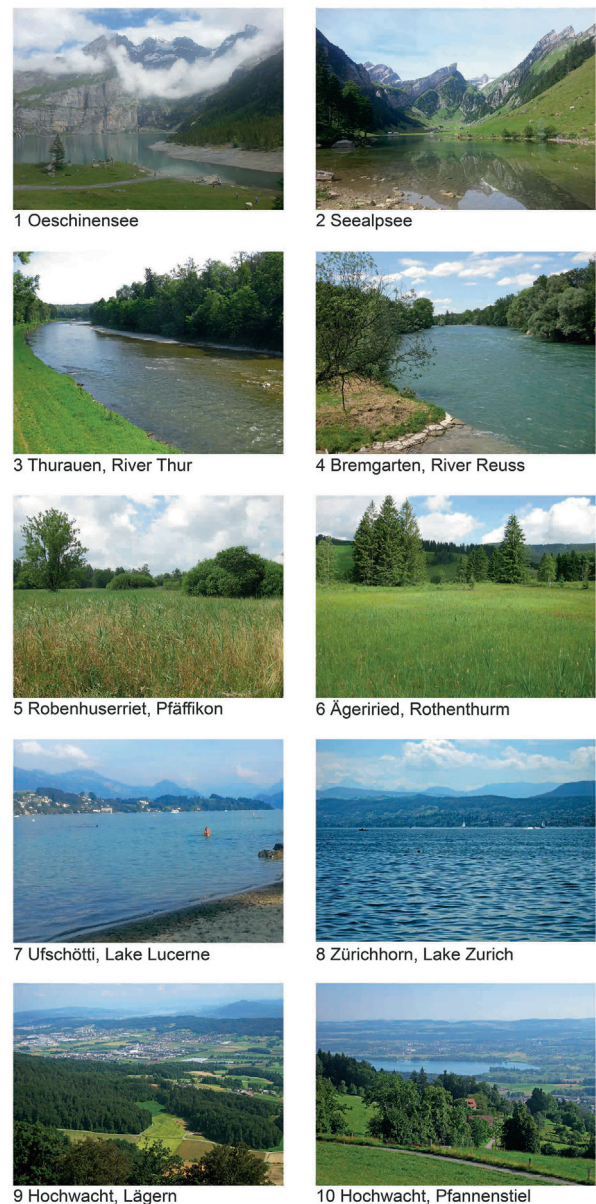 1 Oeschinensee
2 Seealpsee
3 Thurauen, River Thur
4 Bremgarten, River Reuss
5 Robenhuserriet, Pfäffikon
6 Ägeriried, Rothenthurm
7 Ufschötti, Lake Lucerne
8 Zürichhorn, Lake Zurich
9 Hochwacht, Lägern
10 Hochwacht, Pfannenstiel